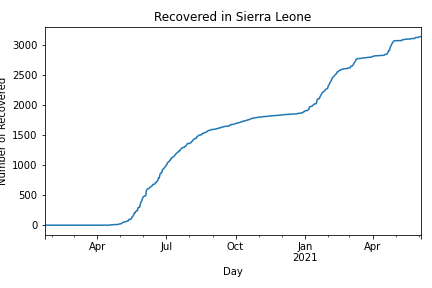 Recovered in Sierra Leone
Number of Recovered
3000
2500
2000
1500
1000
500
0
Apr
Jul
Oct
Jan
2021
Apr
Day